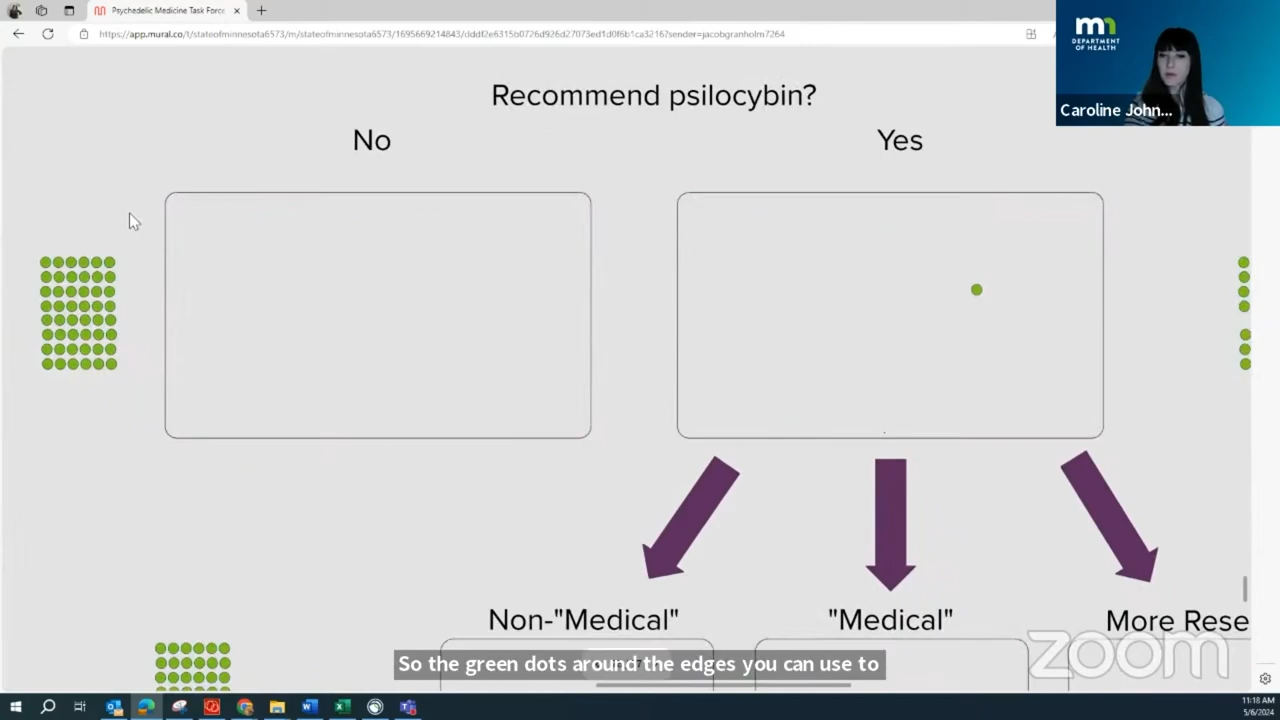 Psychedelic Medicine Task Force
https://app.mural.co/t/stateofminnesota6573/m/stateofminnesota6573/1695669214843/dddf2e6315b0726d926d27073ed1d0f6b1ca3216?sender=jacobgranholm7264
mn
DEPARTMENT
OF HEALTH
Caroline John...
Recommend psilocybin?
No
Yes
Non-"Medical"
"Medical"
More Rese
So the green dots around the edges you can use to
zoom
11:18 AM
5/6/2024